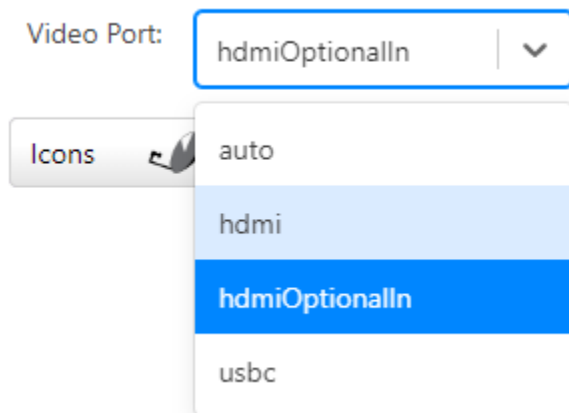 Video Port:
hdmiOptionalIn
Icons
auto
hdmi
hdmiOptionalIn
usbc